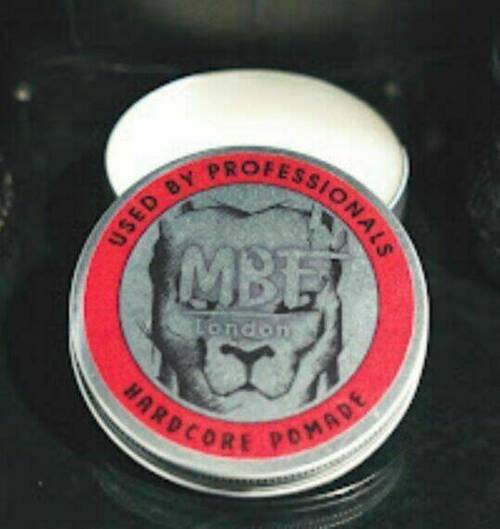 USED BY PROFESSIONALS
MBF
London
HARDCORE POMADE